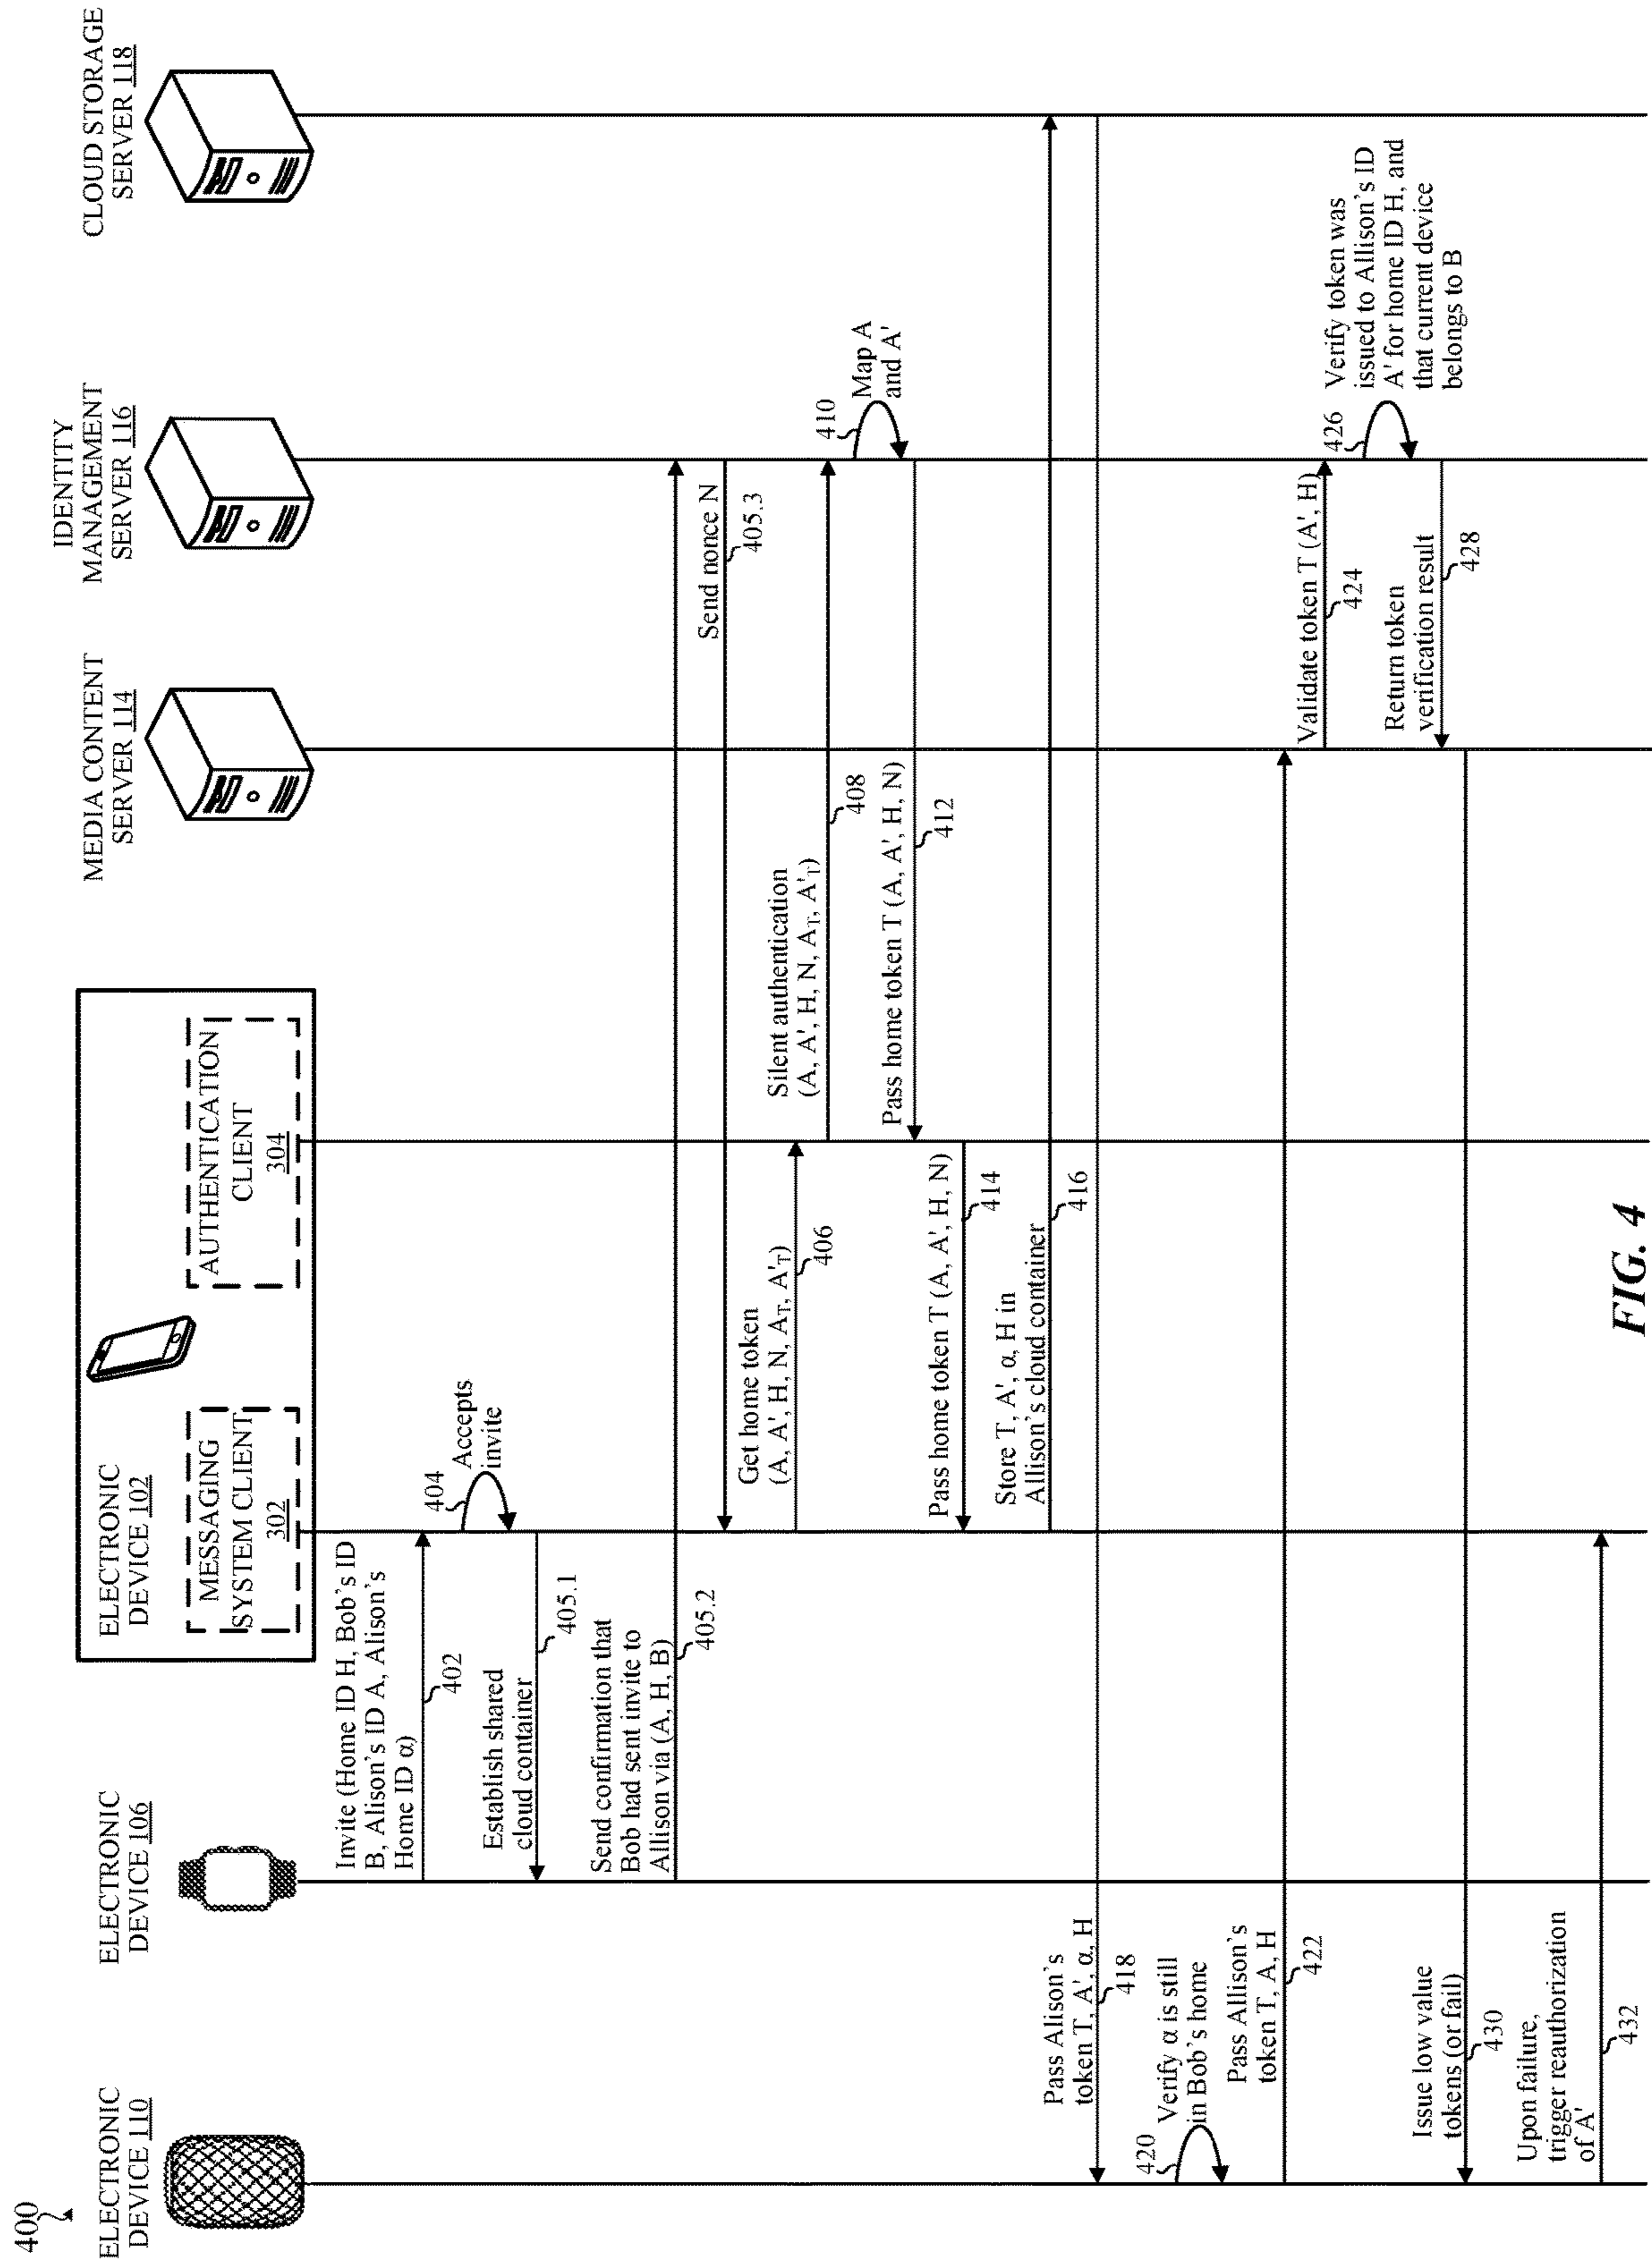 400
ELECTRONIC
DEVICE 110
ELECTRONIC
DEVICE 106
ELECTRONIC
DEVICE 102
MESSAGING
SYSTEM CLIENT
302
AUTHENTICATION
CLIENT
304
MEDIA CONTENT
SERVER 114
IDENTITY
MANAGEMENT
SERVER 116
CLOUD STORAGE
SERVER 118
Invite (Home ID H, Bob's ID
B, Alison's ID A, Alison's
Home ID α)
402
404
Accepts
invite
Establish shared
cloud container
405.1
Send confirmation that
Bob had sent invite to
Allison via (A, H, B)
405.2
Send nonce N
405.3
Get home token
(A, A', H, N, A_T, A'_T)
406
Silent authentication
(A, A', H, N, A_T, A'_T)
408
410
Map A
and A'
Pass home token T (A, A', H, N)
412
Pass home token T (A, A', H, N)
414
Store T, A', α, H in
Allison's cloud container
416
Pass Alison's
token T, A', α, H
418
420
Verify α is still
in Bob's home
Pass Allison's
token T, A, H
422
Validate token T (A', H)
424
426
Verify token was
issued to Allison's ID
A' for home ID H, and
that current device
belongs to B
Return token
verification result
428
Issue low value
tokens (or fail)
430
Upon failure,
trigger reauthorization
of A'
432
FIG. 4